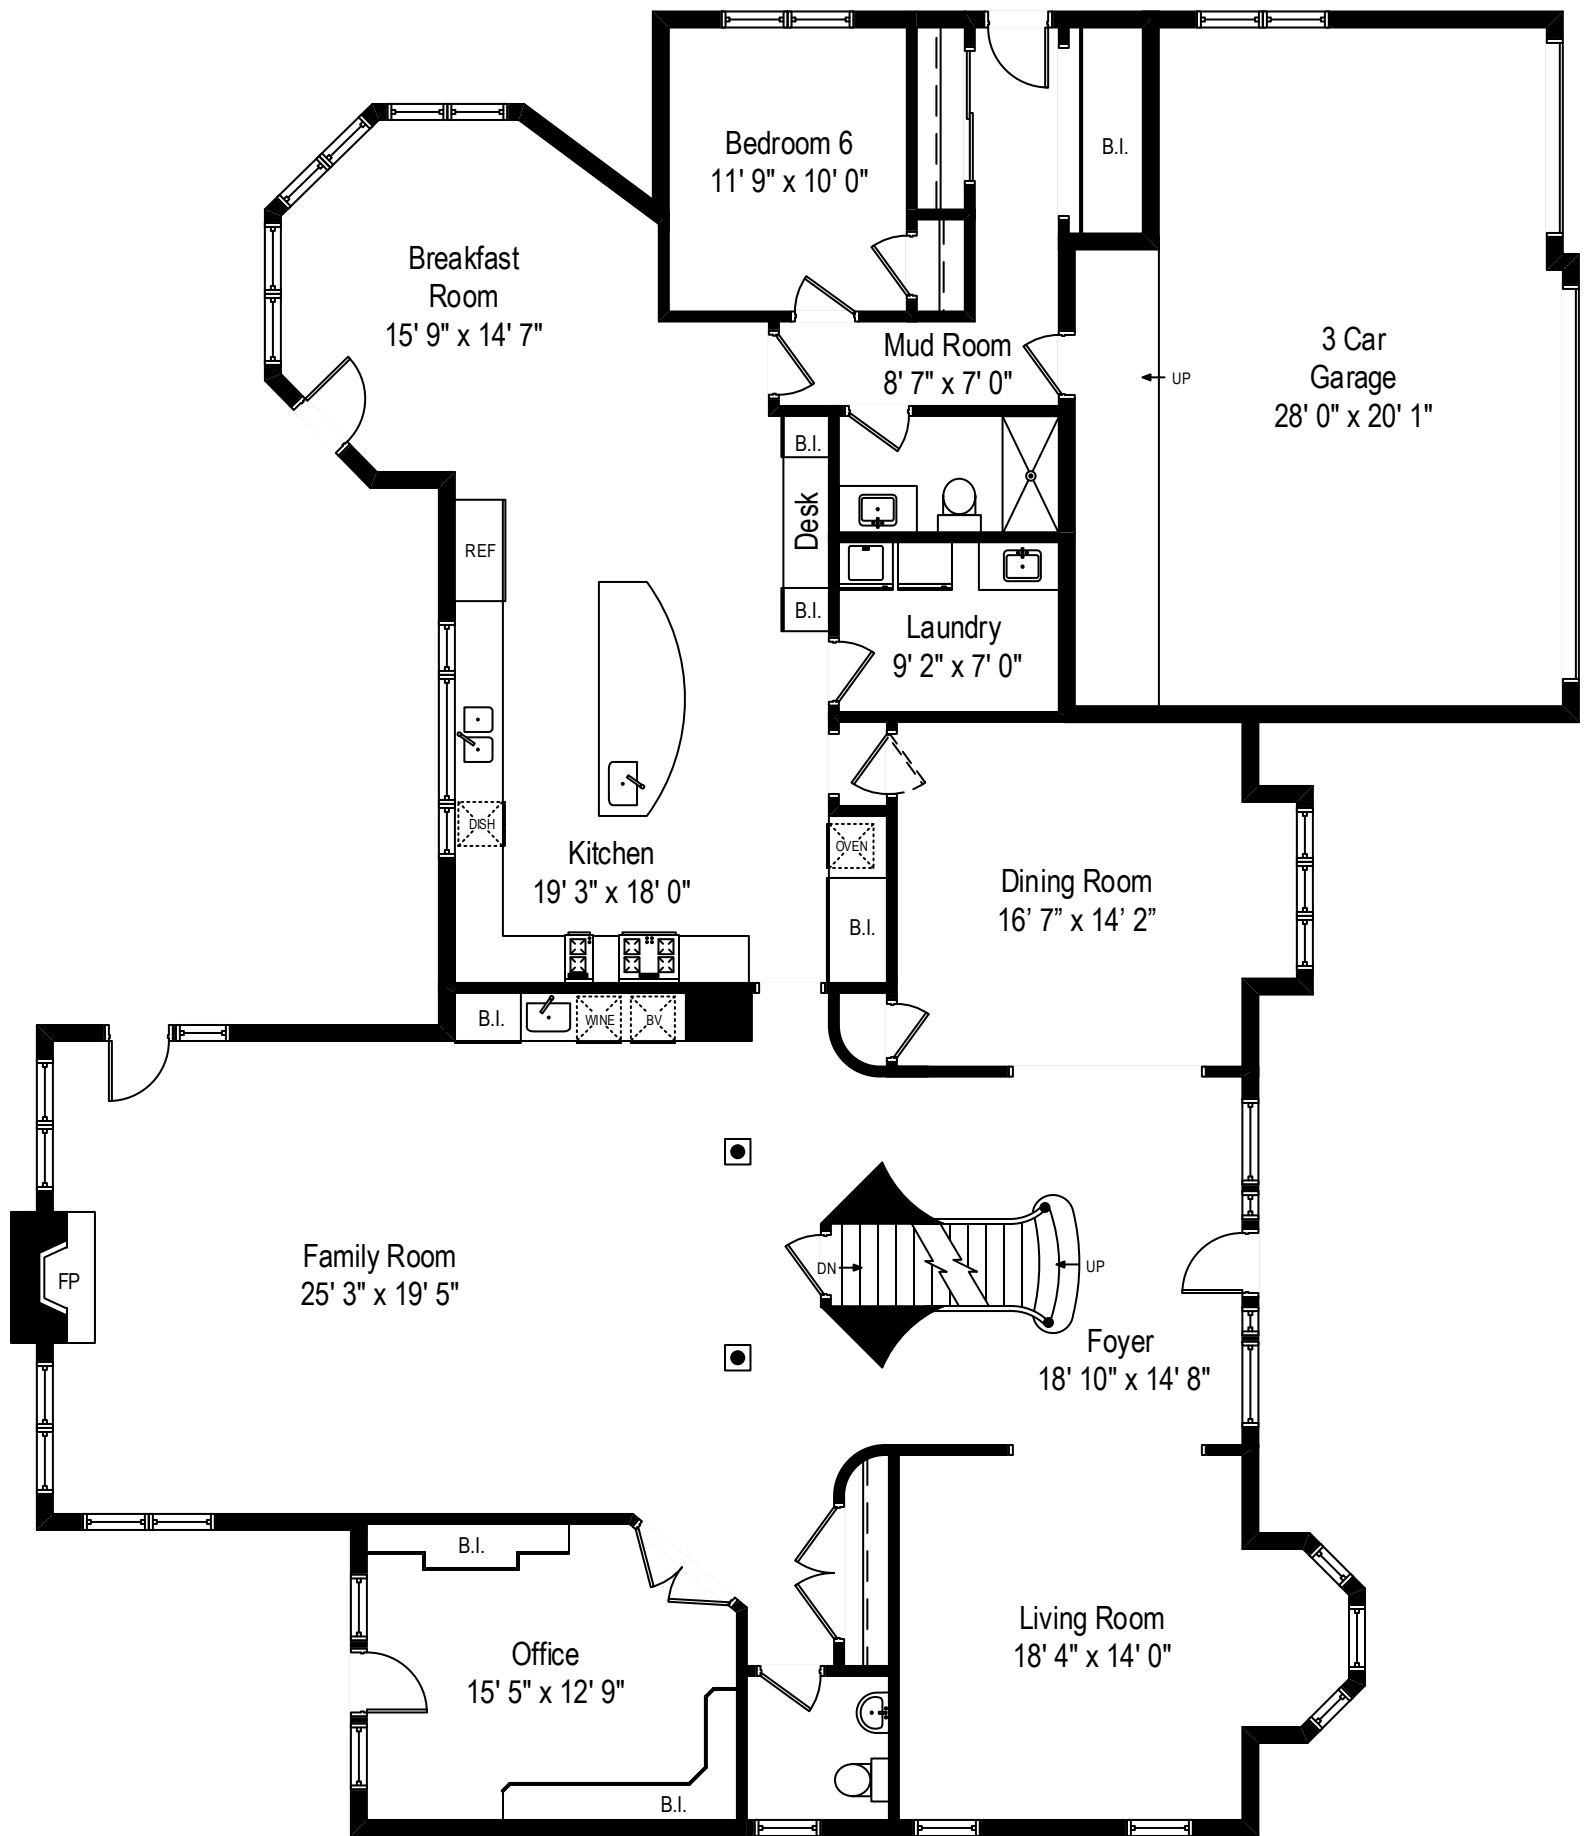 Bedroom 6
11' 9" x 10' 0"
B.I.
Breakfast
Room
15' 9" x 14' 7"
Mud Room
8' 7" x 7' 0"
UP
3 Car
Garage
28' 0" x 20' 1"
B.I.
Desk
B.I.
REF
Laundry
9' 2" x 7' 0"
DISH
Kitchen
19' 3" x 18' 0"
OVEN
B.I.
Dining Room
16’ 7” x 14’ 2”
B.I.
WINE
BV
Family Room
25' 3" x 19' 5"
FP
DN
UP
Foyer
18' 10" x 14' 8"
B.I.
Office
15' 5" x 12' 9"
B.I.
Living Room
18' 4" x 14' 0"